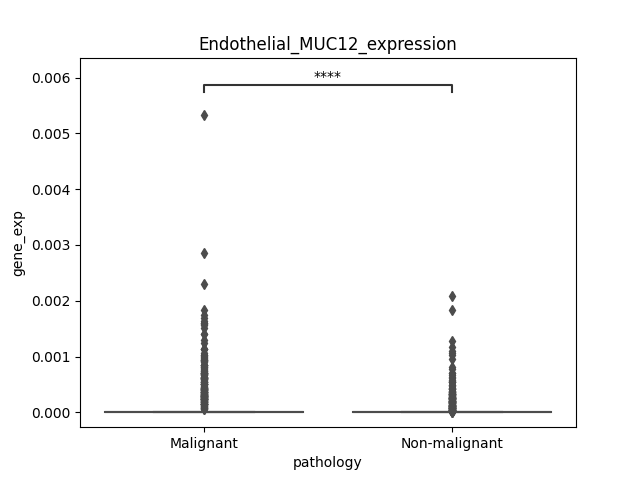 Endothelial_MUC12_expression
****
0.006
0.005
0.004
0.003
0.002
0.001
0.000
gene_exp
Malignant
Non-malignant
pathology